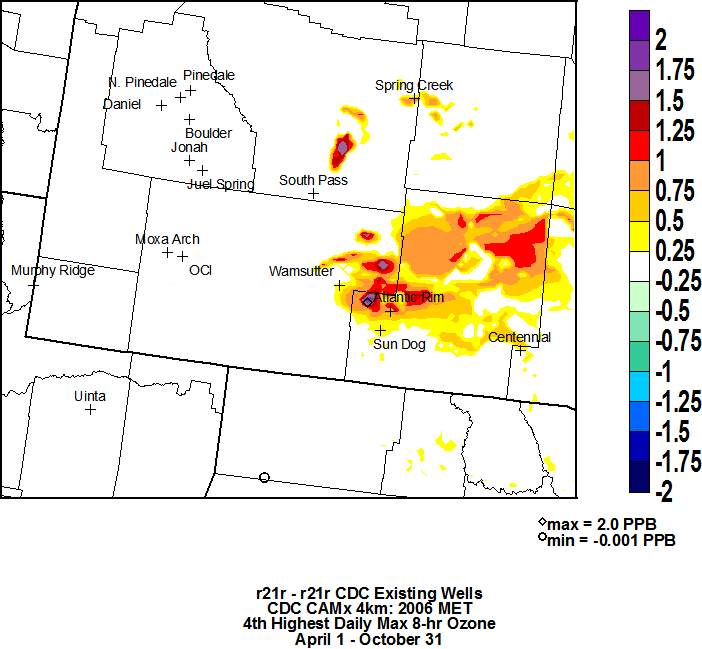 Pinedale
N. Pinedale
Daniel
Boulder
Jonah
Juel Spring
South Pass
Spring Creek
Moxa Arch
OCI
Murphy Ridge
Wamsutter
Atlantic Rim
Sun Dog
Centennal
Uinta
2
1.75
1.5
1.25
1
0.75
0.5
0.25
-0.25
-0.5
-0.75
-1
-1.25
-1.5
-1.75
-2
max = 2.0 PPB
min = -0.001 PPB
r21r - r21r CDC Existing Wells
CDC CAMx 4km: 2006 MET
4th Highest Daily Max 8-hr Ozone
April 1 - October 31